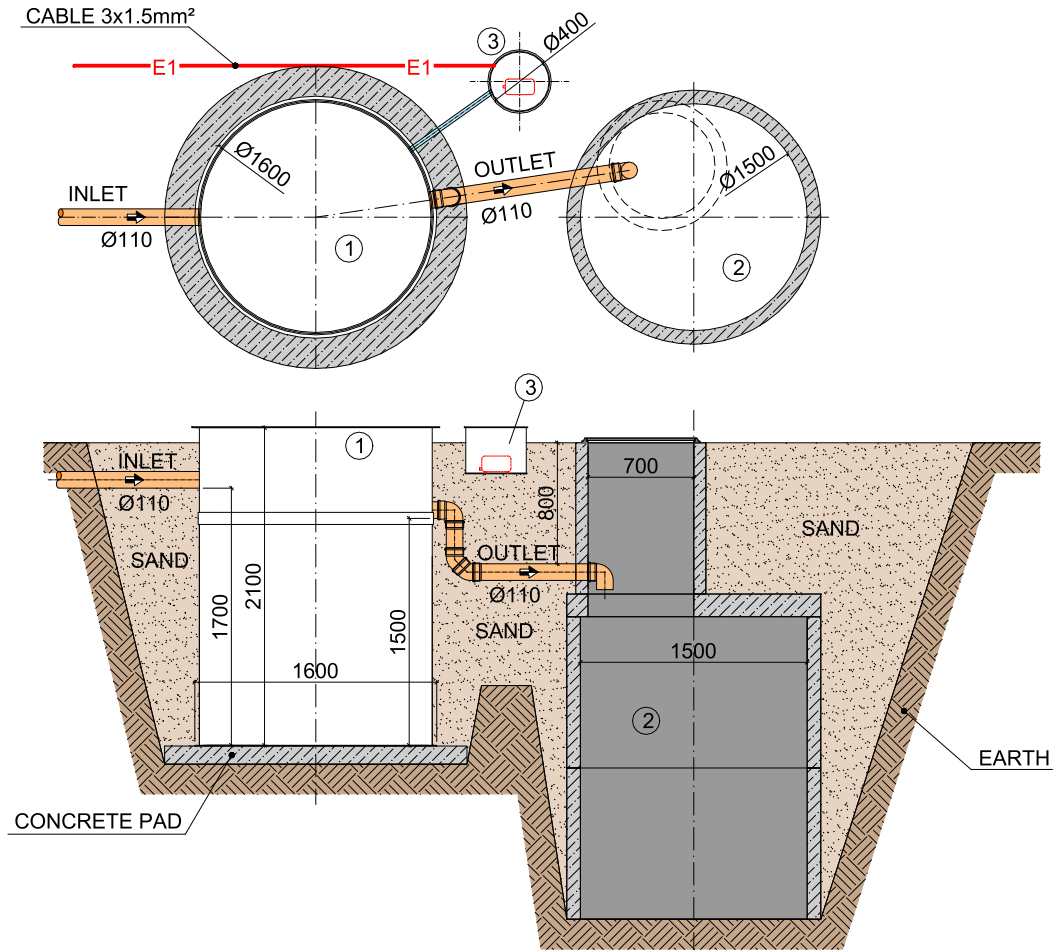 CABLE 3x1.5mm²
E1
E1
3
Ø400
Ø1600
OUTLET
Ø1500
INLET
Ø110
Ø110
1
2
3
1
INLET
Ø110
700
800
SAND
SAND
OUTLET
Ø110
2100
1700
1500
SAND
1600
1500
2
EARTH
CONCRETE PAD